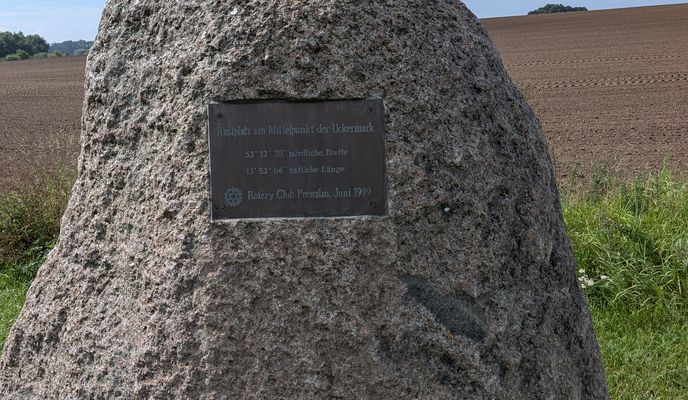 Rastplatz am Mittelpunkt der Uckermark
53° 12' 38" nördliche Breite
13° 52' 06" östliche Länge
Rotary Club Prenzlau, Juni 1999